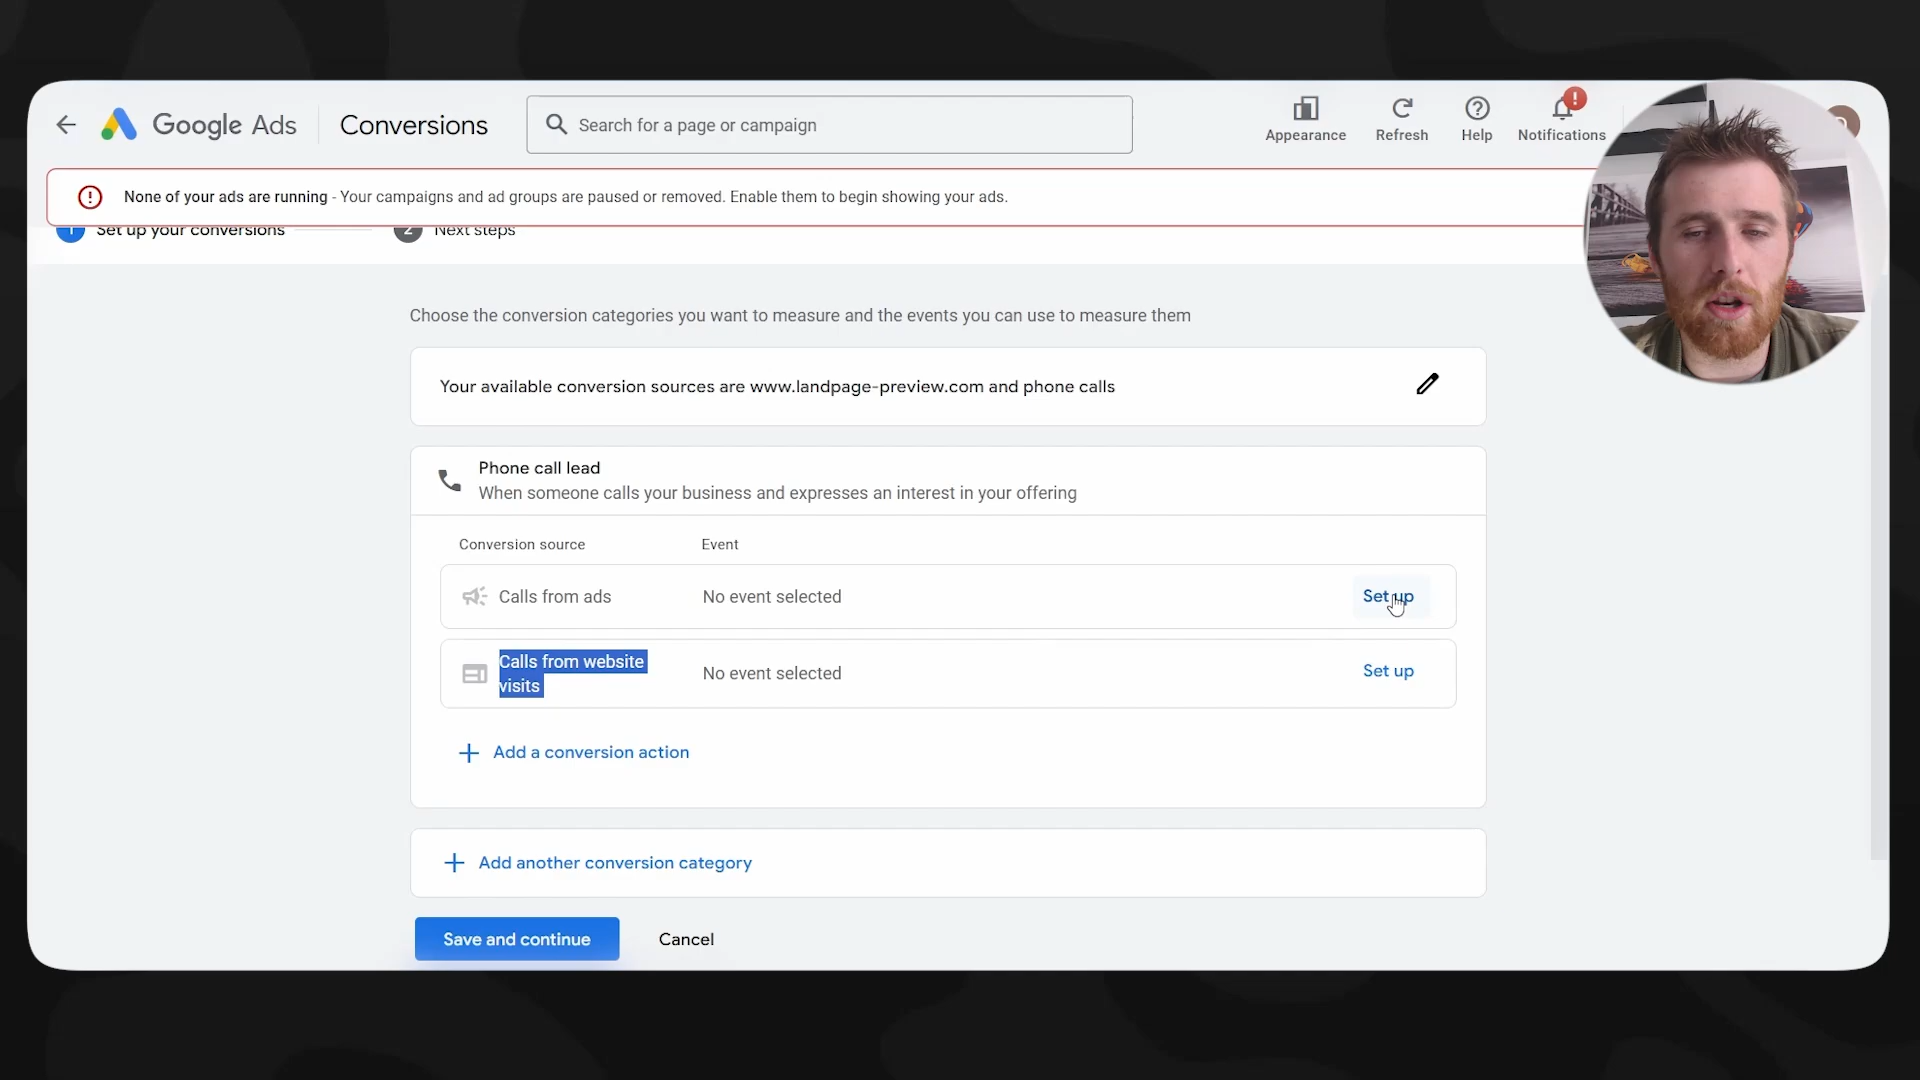 Google Ads
Conversions
Search for a page or campaign
Appearance
Refresh
Help
Notifications
None of your ads are running - Your campaigns and ad groups are paused or removed. Enable them to begin showing your ads.
1 Set up your conversions
2 Next steps
Choose the conversion categories you want to measure and the events you can use to measure them
Your available conversion sources are www.landpage-preview.com and phone calls
Phone call lead
When someone calls your business and expresses an interest in your offering
Conversion source
Event
Calls from ads
No event selected
Set up
Calls from website
visits
No event selected
Set up
Add a conversion action
Add another conversion category
Save and continue
Cancel